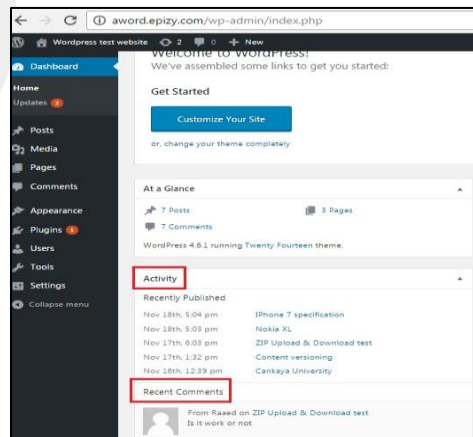 aword.epizy.com/wp-admin/index.php
Wordpress test website 2 0 New
Dashboard
Home
Updates 2
Posts
Media
Pages
Comments
Appearance
Plugins 1
Users
Tools
Settings
Collapse menu
Welcome to WordPress!
We've assembled some links to get you started:
Get Started
Customize Your Site
or, change your theme completely
At a Glance
7 Posts 3 Pages
7 Comments
WordPress 4.6.1 running Twenty Fourteen theme.
Activity
Recently Published
Nov 18th, 5:04 pm IPhone 7 specification
Nov 18th, 5:03 pm Nokia XL
Nov 17th, 6:03 pm ZIP Upload & Download test
Nov 17th, 1:32 pm Content versioning
Nov 16th, 12:39 pm Cankaya University
Recent Comments
From Raaed on ZIP Upload & Download test
Is it work or not